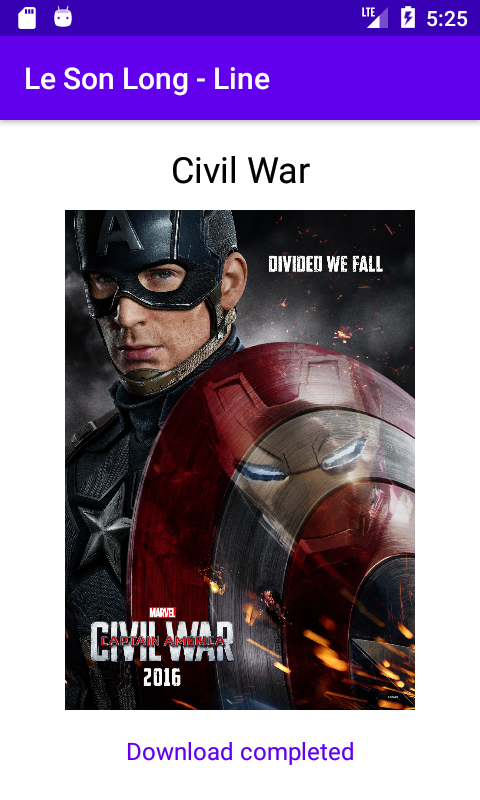 LTE 5:25
Le Son Long - Line
Civil War
A
DIVIDED WE FALL
MARVEL
CIVIL WAR
CAPTAIN AMERICA
2016
Download completed